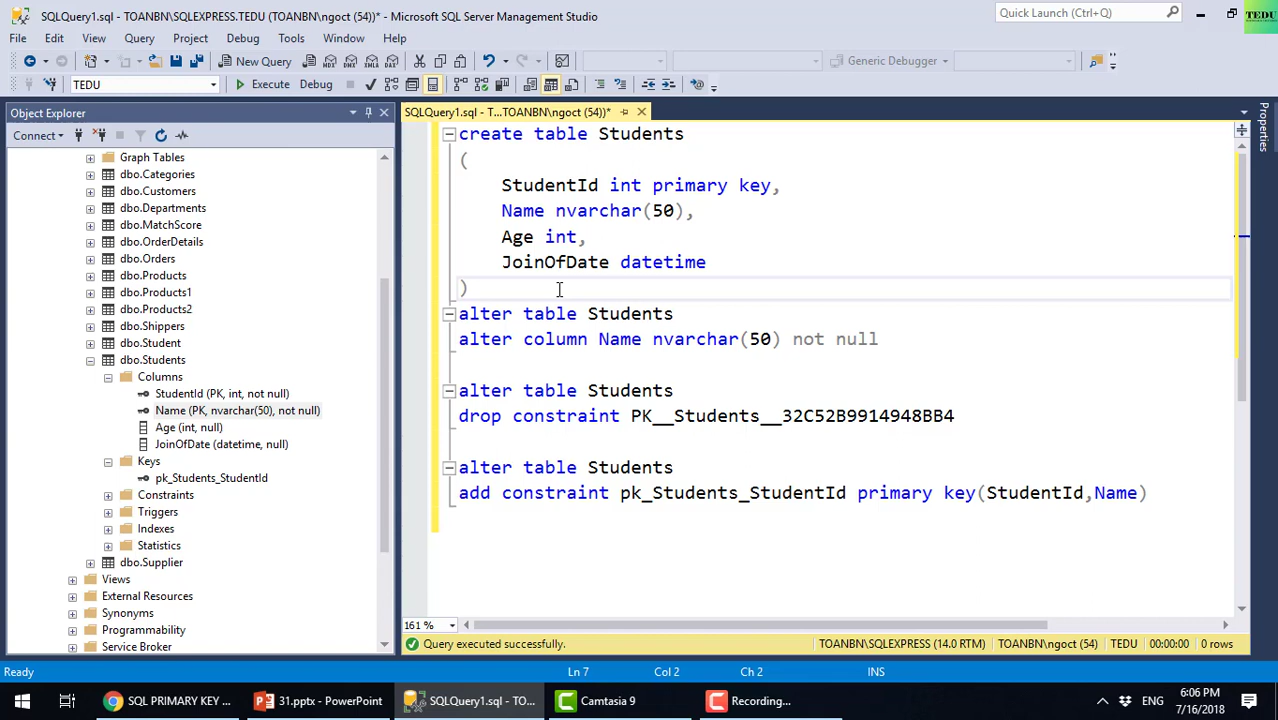 SQLQuery1.sql - TOANBN\SQLEXPRESS.TEDU (TOANBN\ngoct (54))* - Microsoft SQL Server Management Studio
Quick Launch (Ctrl+Q)
TEDU
File Edit View Query Project Debug Tools Window Help
New Query
MDX DMX XMLA DAX
Generic Debugger
TEDU
Execute Debug
Object Explorer
SQLQuery1.sql - T...TOANBN\ngoct (54))*
Properties
Connect
Graph Tables
dbo.Categories
dbo.Customers
dbo.Departments
dbo.MatchScore
dbo.OrderDetails
dbo.Orders
dbo.Products
dbo.Products1
dbo.Products2
dbo.Shippers
dbo.Student
dbo.Students
Columns
StudentId (PK, int, not null)
Name (PK, nvarchar(50), not null)
Age (int, null)
JoinOfDate (datetime, null)
Keys
pk_Students_StudentId
Constraints
Triggers
Indexes
Statistics
dbo.Supplier
Views
External Resources
Synonyms
Programmability
Service Broker
create table Students
(
StudentId int primary key,
Name nvarchar(50),
Age int,
JoinOfDate datetime
)
alter table Students
alter column Name nvarchar(50) not null
alter table Students
drop constraint PK__Students__32C52B9914948BB4
alter table Students
add constraint pk_Students_StudentId primary key(StudentId,Name)
161 %
Query executed successfully.
TOANBN\SQLEXPRESS (14.0 RTM) TOANBN\ngoct (54) TEDU 00:00:00 0 rows
Ready
Ln 7 Col 2 Ch 2 INS
SQL PRIMARY KEY ...
31.pptx - PowerPoint
SQLQuery1.sql - TO...
Camtasia 9
Recording...
ENG
6:06 PM
7/16/2018